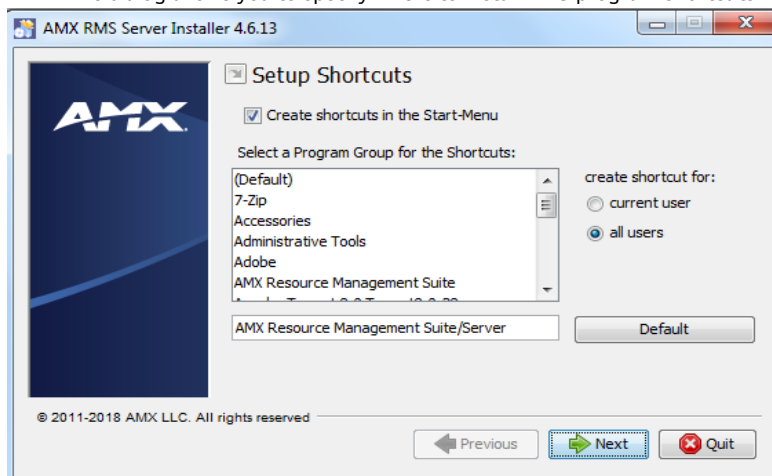 AMX RMS Server Installer 4.6.13
AMX
Setup Shortcuts
Create shortcuts in the Start-Menu
Select a Program Group for the Shortcuts:
(Default)
7-Zip
Accessories
Administrative Tools
Adobe
AMX Resource Management Suite
create shortcut for:
current user
all users
AMX Resource Management Suite/Server
Default
© 2011-2018 AMX LLC. All rights reserved
Previous
Next
Quit